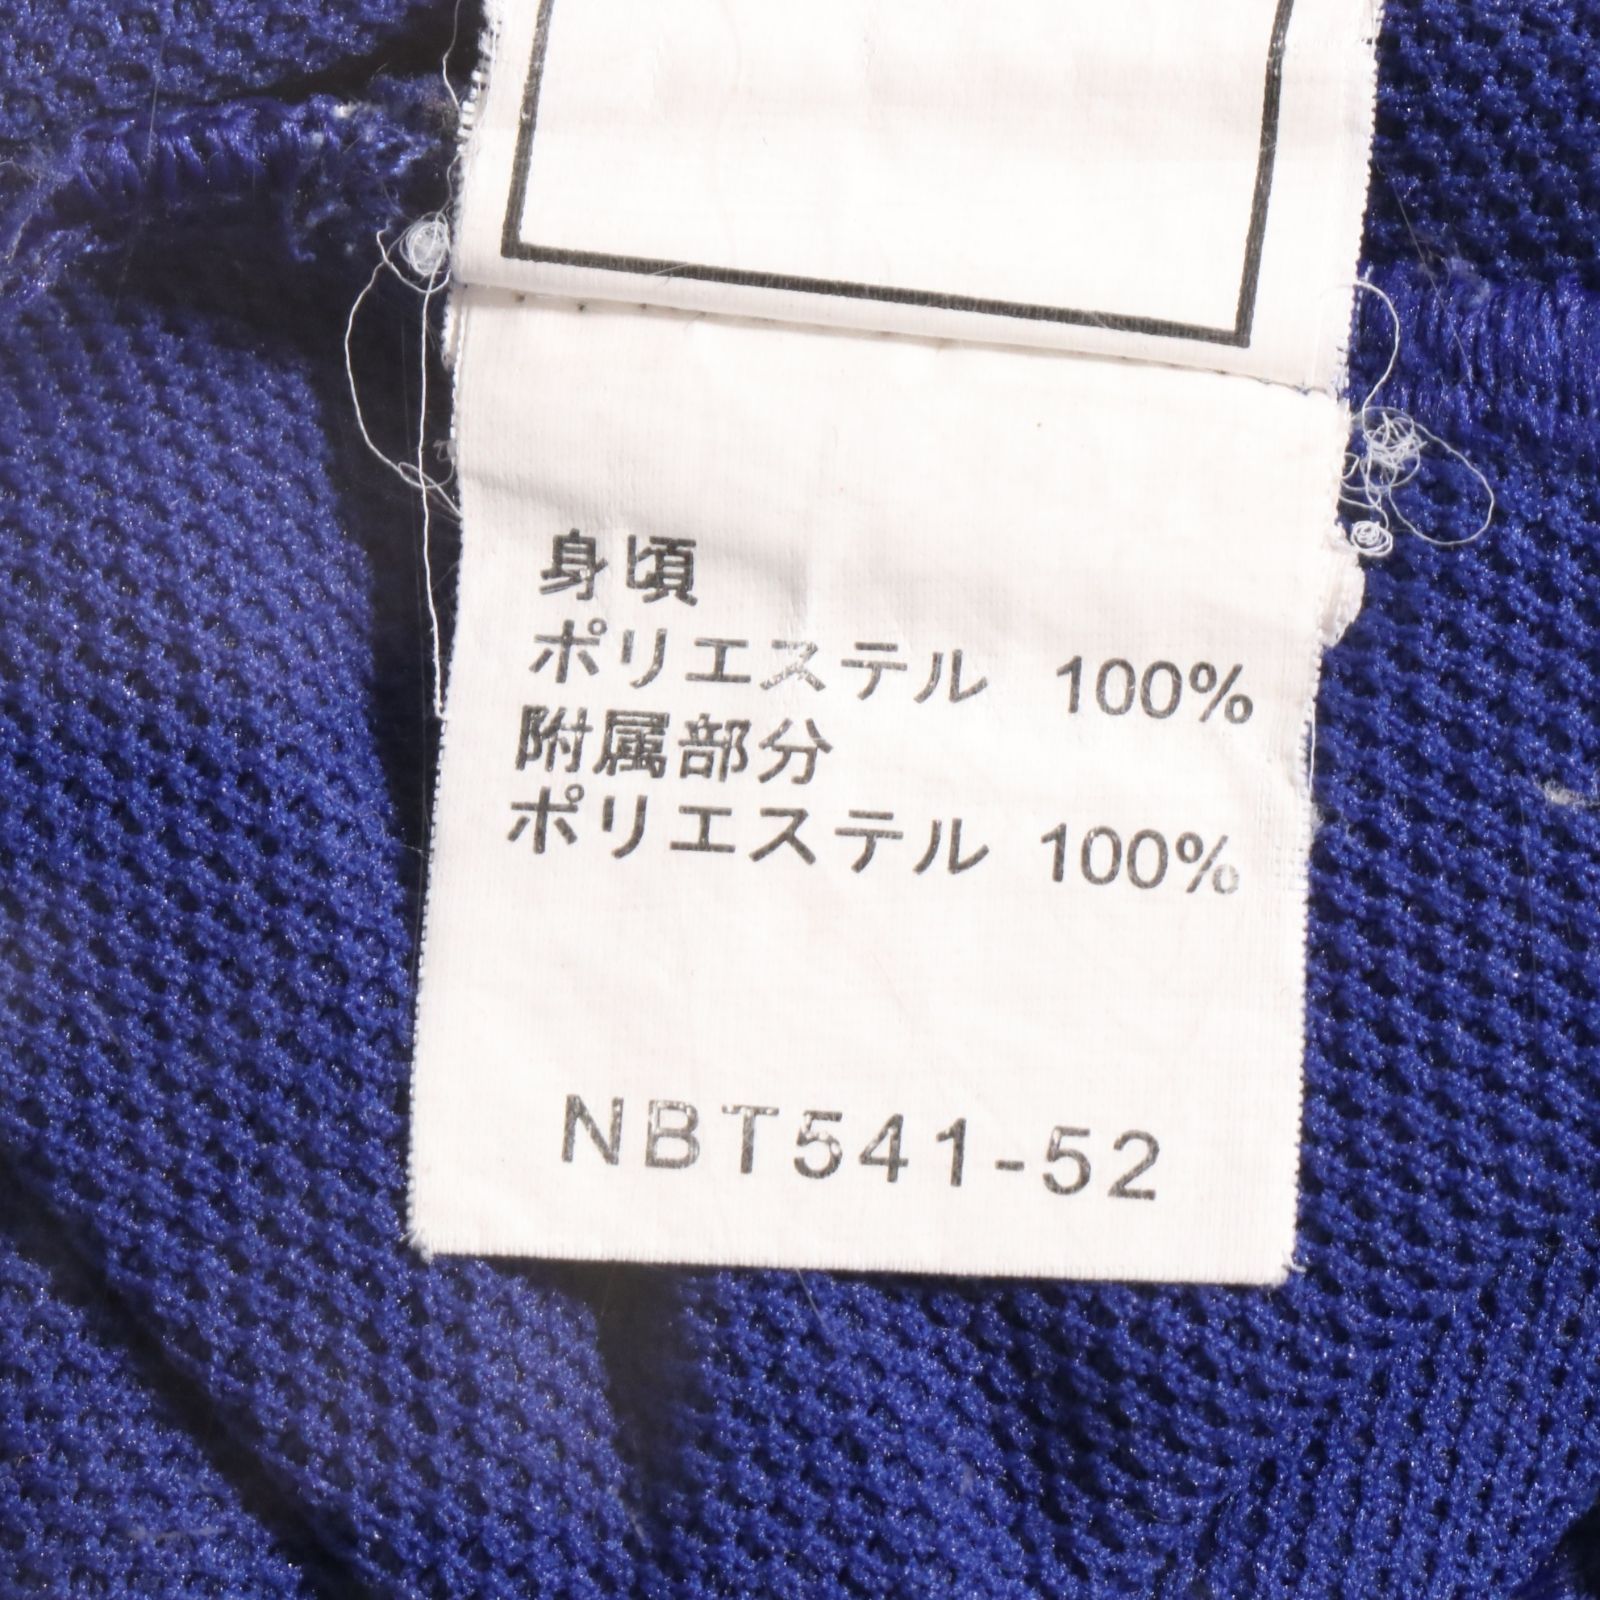 身頃
ポリエステル 100%
附属部分
ポリエステル 100%
NBT541-52